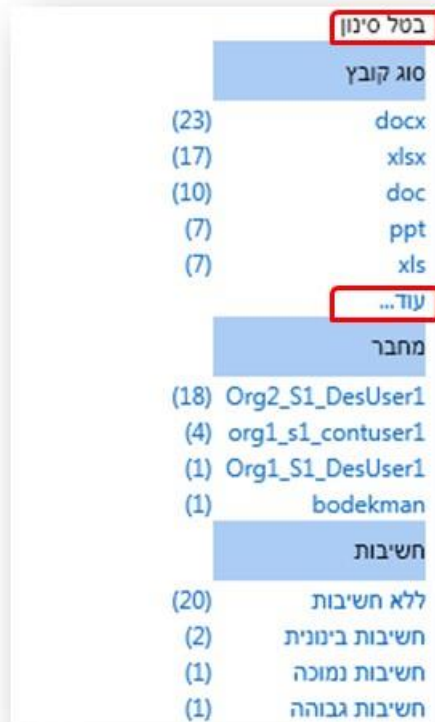 בטל סינון
סוג קובץ
docx (23)
xlsx (17)
doc (10)
ppt (7)
xls (7)
עוד...
מחבר
Org2_S1_DesUser1 (18)
org1_s1_contuser1 (4)
Org1_S1_DesUser1 (1)
bodekman (1)
חשיבות
ללא חשיבות (20)
חשיבות בינונית (2)
חשיבות נמוכה (1)
חשיבות גבוהה (1)